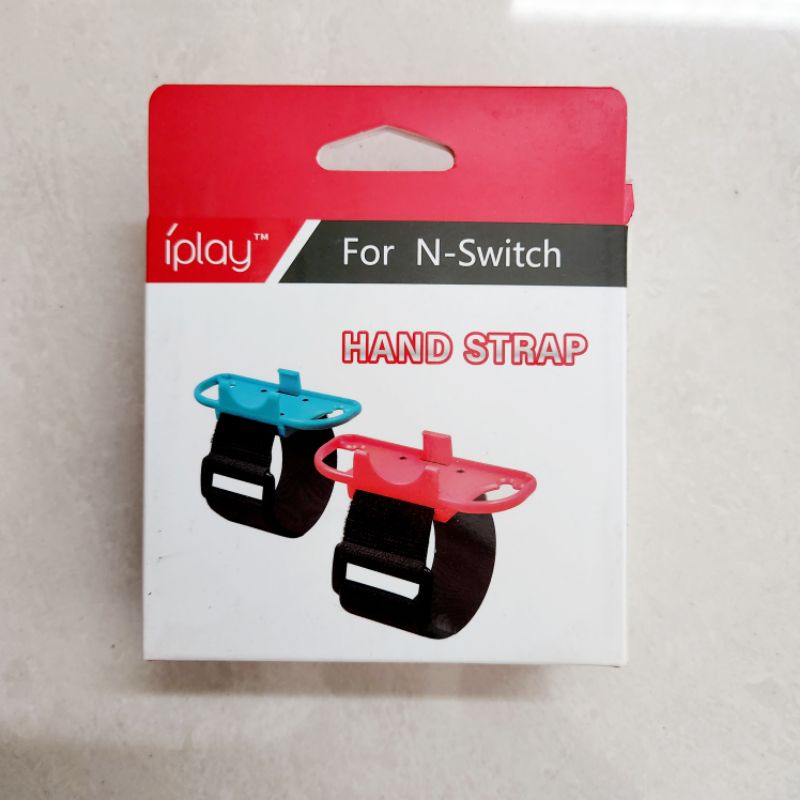 iplay™
For N-Switch
HAND STRAP